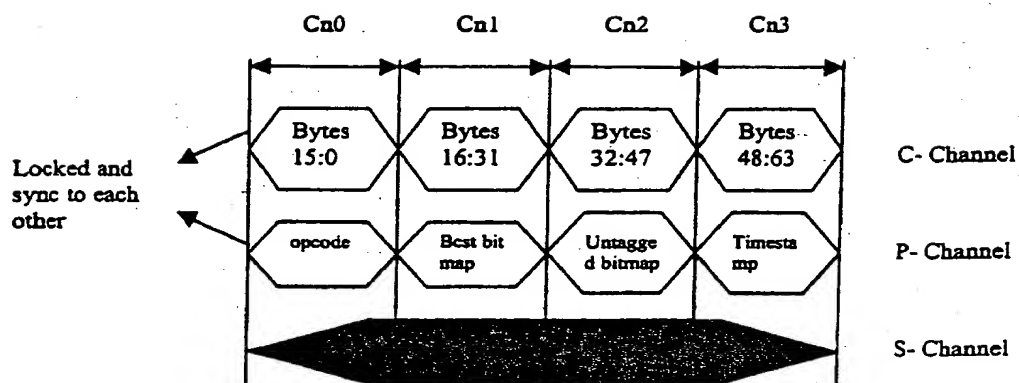 Cn0 Cn1 Cn2 Cn3
Bytes
15:0
Bytes
16:31
Bytes
32:47
Bytes
48:63
C- Channel
Locked and
sync to each
other
opcode
Bcst bit
map
Untagge
d bitmap
Timesta
mp
P- Channel
S- Channel